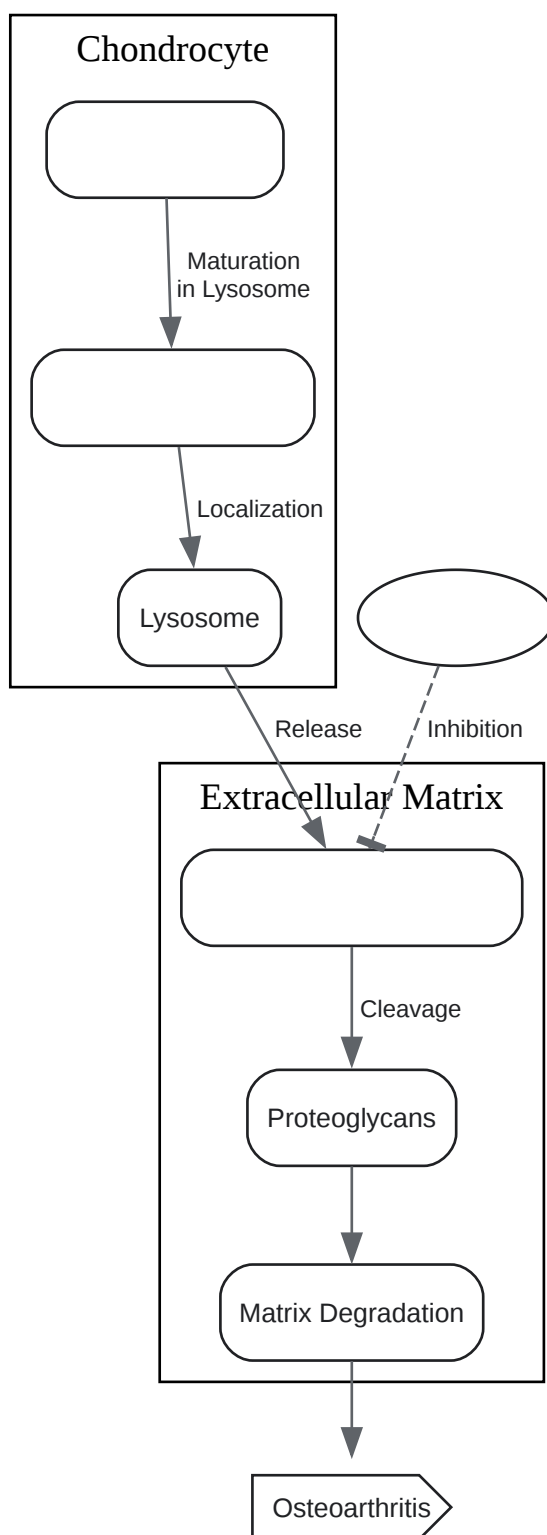 Chondrocyte
Maturation
in Lysosome
Localization
Lysosome
Release
Inhibition
Extracellular Matrix
Cleavage
Proteoglycans
Matrix Degradation
Osteoarthritis